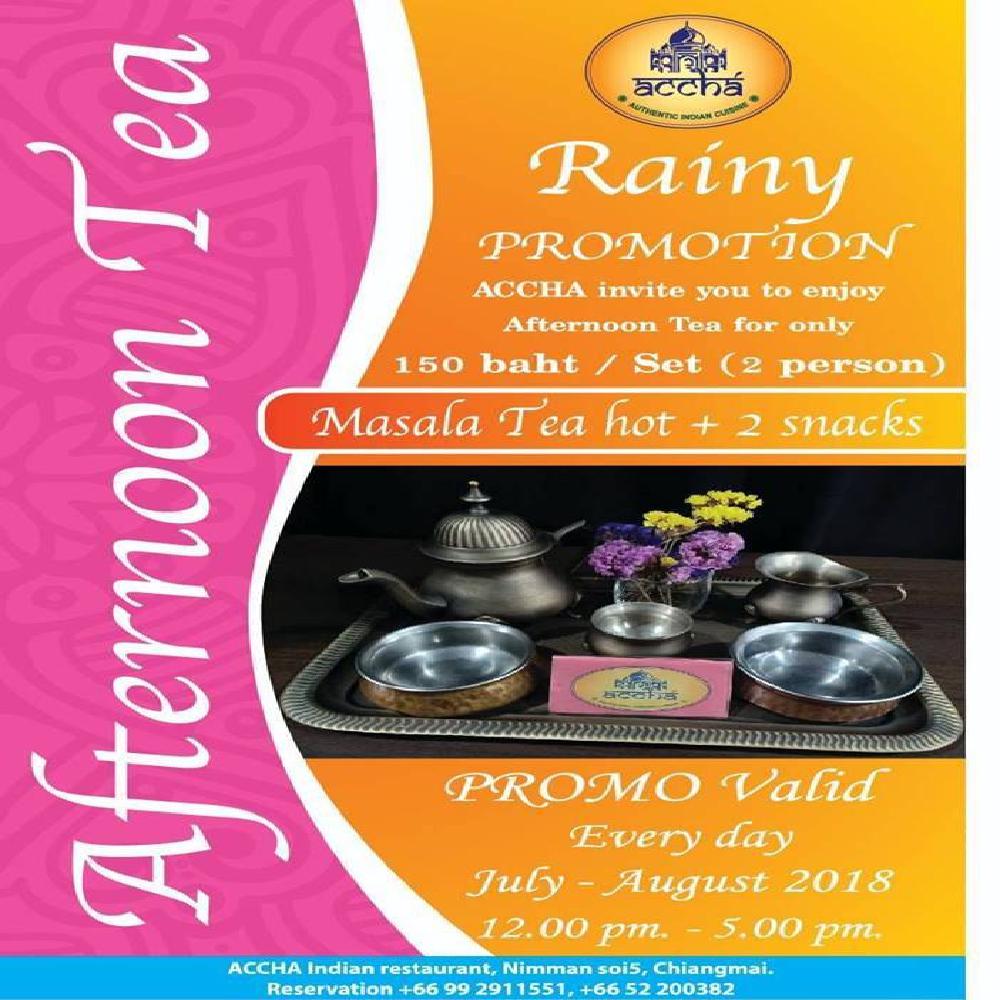 Afternoon Tea
acchá
AUTHENTIC INDIAN CUISINE
Rainy
PROMOTION
ACCHA invite you to enjoy
Afternoon Tea for only
150 baht / Set (2 person)
Masala Tea hot + 2 snacks
acchá
PROMO Valid
Every day
July - August 2018
12.00 pm. - 5.00 pm.
ACCHA Indian restaurant, Nimman soi5, Chiangmai.
Reservation +66 99 2911551, +66 52 200382